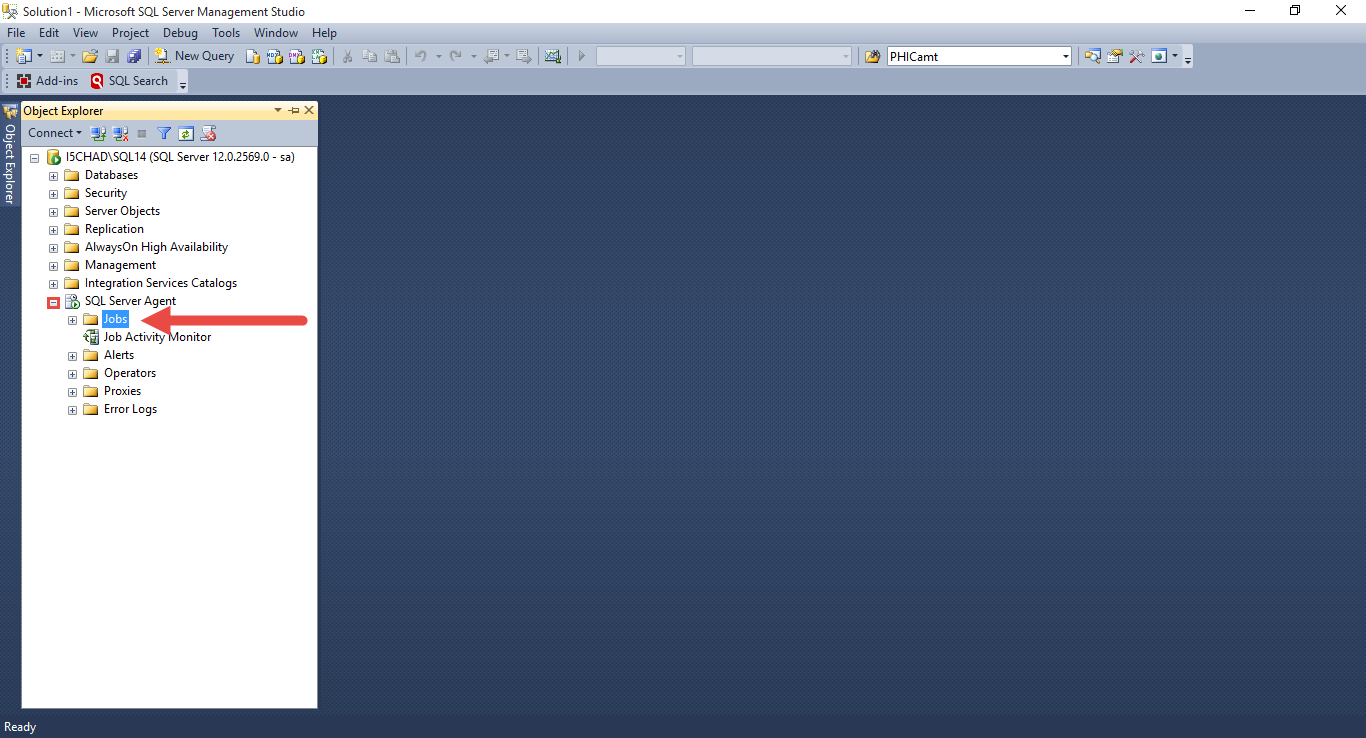 Solution1 - Microsoft SQL Server Management Studio
File Edit View Project Debug Tools Window Help
New Query PHICamt
Add-ins SQL Search
Object Explorer
Object Explorer
Connect
I5CHAD\SQL14 (SQL Server 12.0.2569.0 - sa)
Databases
Security
Server Objects
Replication
AlwaysOn High Availability
Management
Integration Services Catalogs
SQL Server Agent
Jobs
Job Activity Monitor
Alerts
Operators
Proxies
Error Logs
Ready